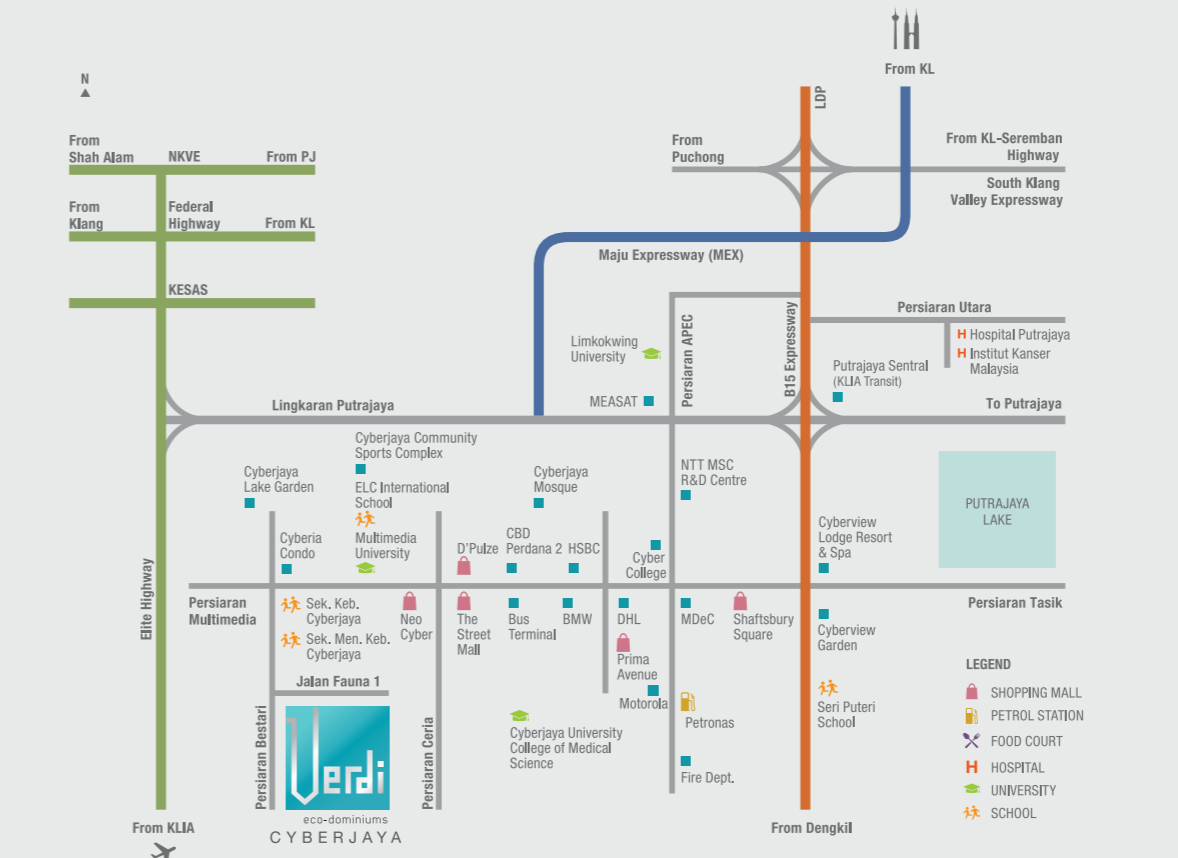 From KL
N
LDP
From
Shah Alam
NKVE
From PJ
From
Puchong
From KL-Seremban
Highway
South Klang
Valley Expressway
From
Klang
Federal
Highway
From KL
Maju Expressway (MEX)
KESAS
Persiaran Utara
H Hospital Putrajaya
H Institut Kanser
Malaysia
Limkokwing
University
Persiaran APEC
B15 Expressway
Putrajaya Sentral
(KLIA Transit)
MEASAT
Lingkaran Putrajaya
To Putrajaya
Cyberjaya Community
Sports Complex
Cyberjaya
Lake Garden
ELC International
School
Cyberjaya
Mosque
NTT MSC
R&D Centre
PUTRAJAYA
LAKE
Cyberia
Condo
Multimedia
University
D'Pulze
CBD
Perdana 2
HSBC
Cyber
College
Cyberview
Lodge Resort
& Spa
Elite Highway
Persiaran
Multimedia
Persiaran Tasik
Sek. Keb.
Cyberjaya
Sek. Men. Keb.
Cyberjaya
Neo
Cyber
The
Street
Mall
Bus
Terminal
BMW
DHL
MDeC
Shaftsbury
Square
Cyberview
Garden
Prima
Avenue
Motorola
Jalan Fauna 1
Petronas
Seri Puteri
School
Persiaran Bestari
Verdi
eco-dominiums
CYBERJAYA
Persiaran Ceria
Cyberjaya University
College of Medical
Science
Fire Dept.
From KLIA
From Dengkil
LEGEND
SHOPPING MALL
PETROL STATION
FOOD COURT
H HOSPITAL
UNIVERSITY
SCHOOL